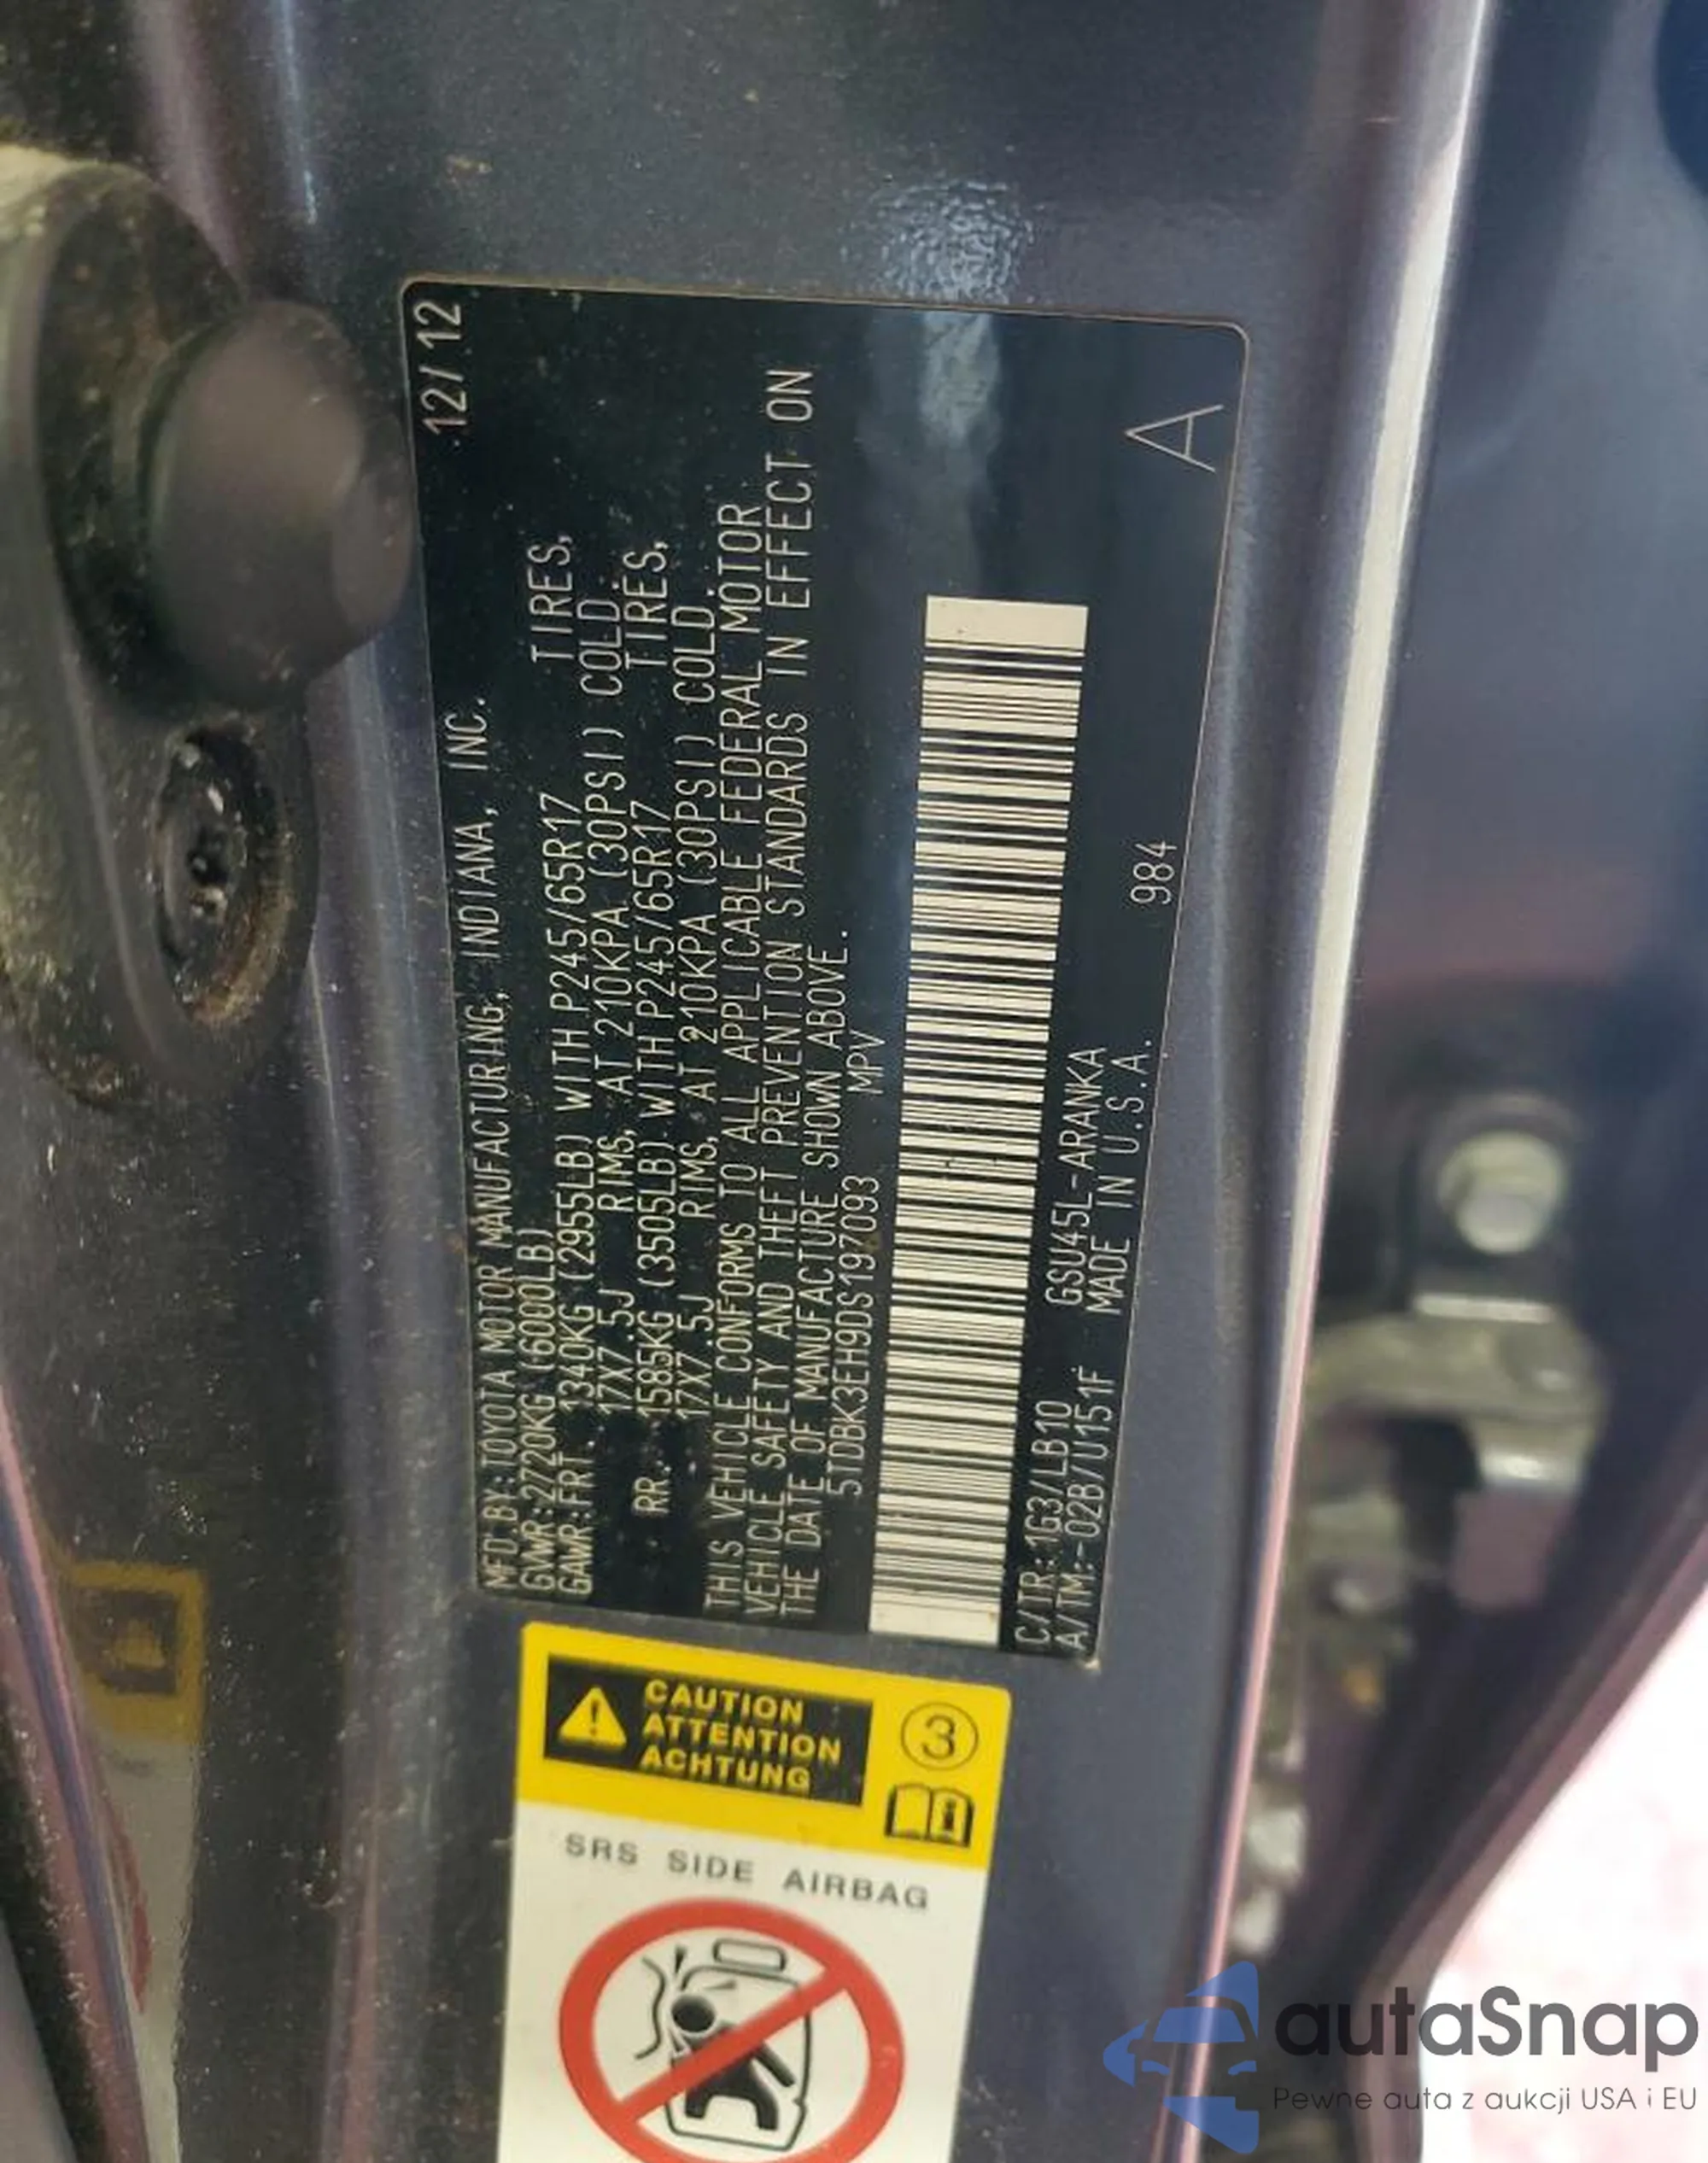 12/12
MFD.BY:TOYOTA MOTOR MANUFACTURING, INDIANA, INC.
GVWR:2720KG (6000LB)
GAWR:FRT 1340KG (2955LB) WITH P245/65R17 TIRES,
17X7.5J RIMS, AT 210KPA (30PSI) COLD.
RR. 1585KG (3505LB) WITH P245/65R17 TIRES,
17X7.5J RIMS, AT 210KPA (30PSI) COLD.
THIS VEHICLE CONFORMS TO ALL APPLICABLE FEDERAL MOTOR
VEHICLE SAFETY AND THEFT PREVENTION STANDARDS IN EFFECT ON
THE DATE OF MANUFACTURE SHOWN ABOVE.
5TDBK3EH9DS197093 MPV
C/TR:1G3/LB10 GSU45L-ARANKA
A/TM:-02B/U151F MADE IN U.S.A. 984
A
CAUTION
ATTENTION
ACHTUNG
3
SRS SIDE AIRBAG
autaSnap
Pewne auta z aukcji USA i EU